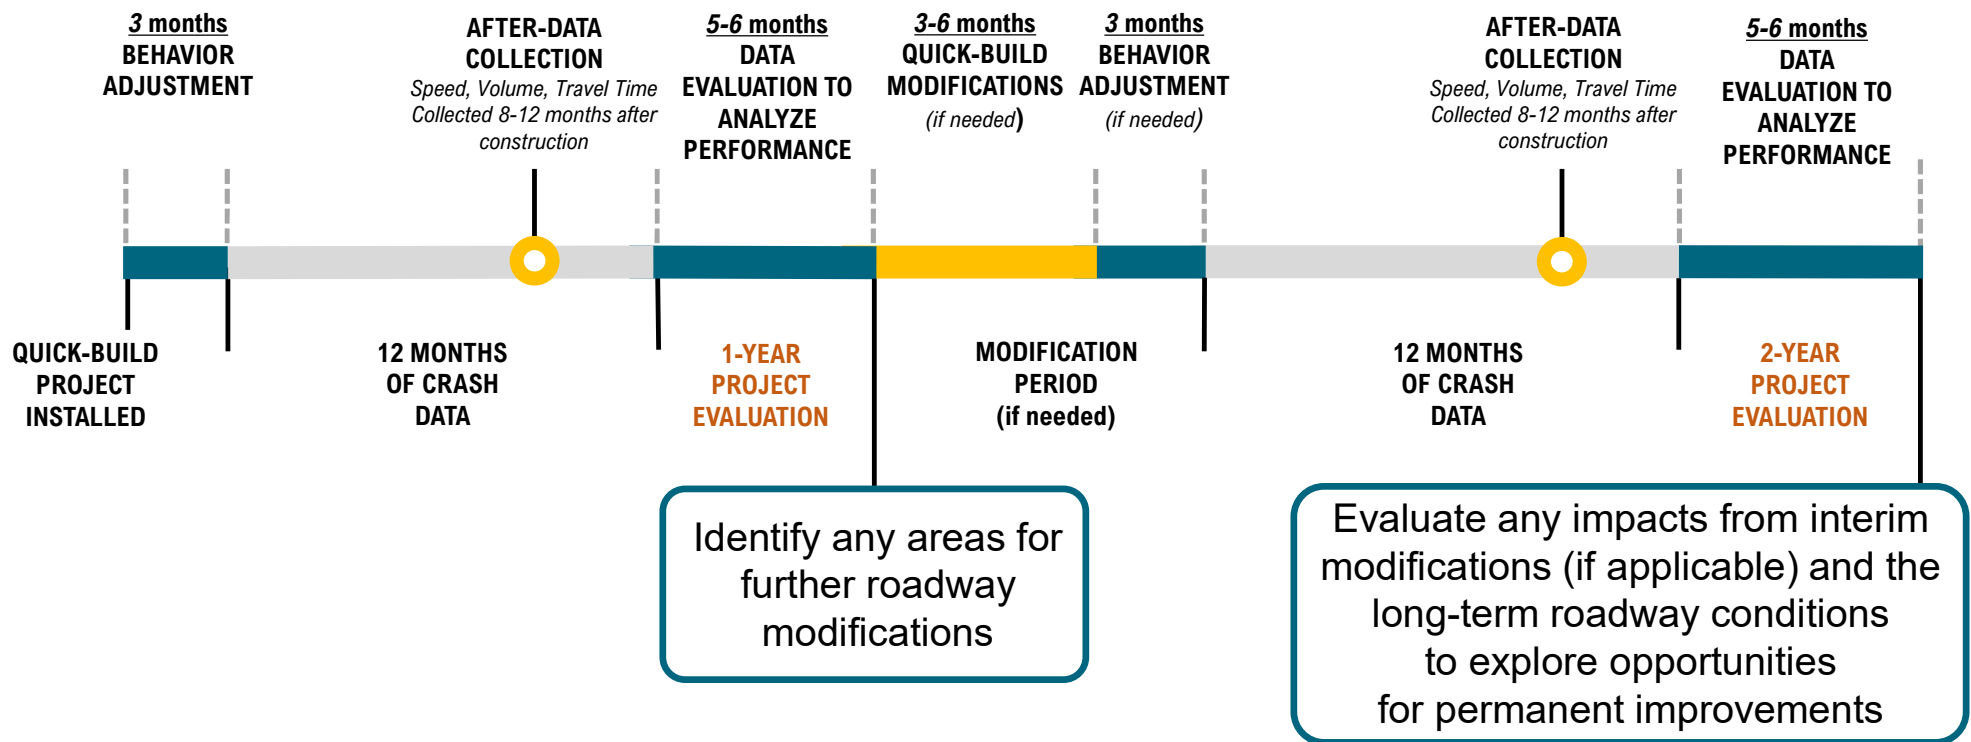 3 months
BEHAVIOR
ADJUSTMENT
AFTER-DATA
COLLECTION
Speed, Volume, Travel Time
Collected 8-12 months after
construction
5-6 months
DATA
EVALUATION TO
ANALYZE
PERFORMANCE
3-6 months
QUICK-BUILD
MODIFICATIONS
(if needed)
3 months
BEHAVIOR
ADJUSTMENT
(if needed)
AFTER-DATA
COLLECTION
Speed, Volume, Travel Time
Collected 8-12 months after
construction
5-6 months
DATA
EVALUATION TO
ANALYZE
PERFORMANCE
QUICK-BUILD
PROJECT
INSTALLED
12 MONTHS
OF CRASH
DATA
1-YEAR
PROJECT
EVALUATION
MODIFICATION
PERIOD
(if needed)
12 MONTHS
OF CRASH
DATA
2-YEAR
PROJECT
EVALUATION
Identify any areas for
further roadway
modifications
Evaluate any impacts from interim
modifications (if applicable) and the
long-term roadway conditions
to explore opportunities
for permanent improvements